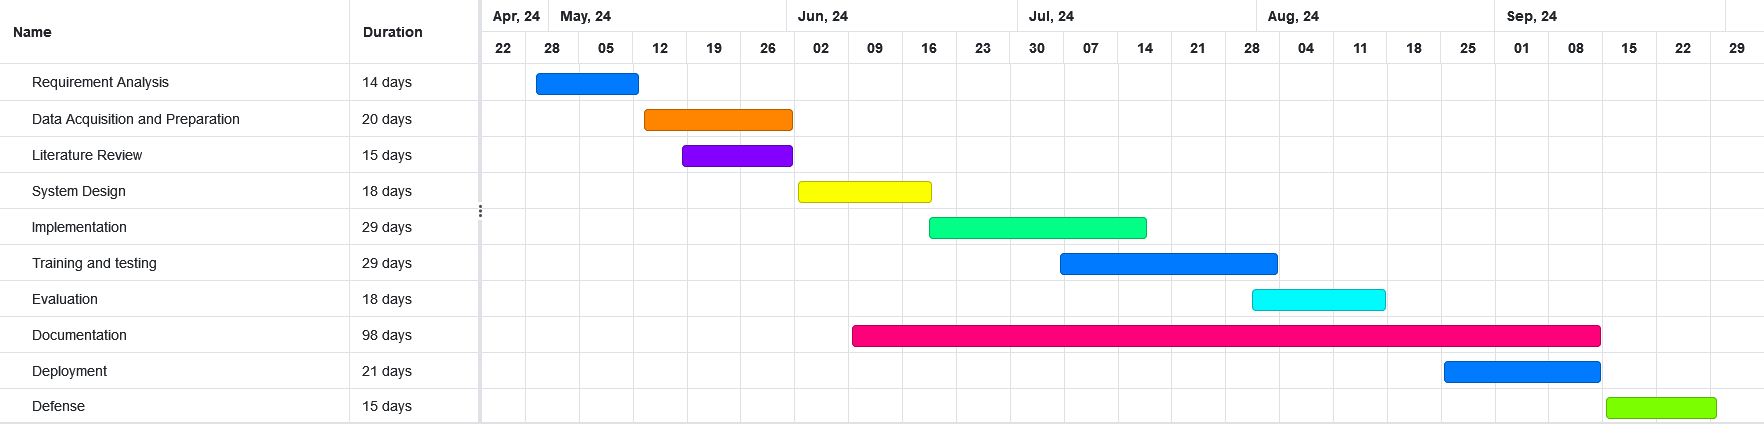 Name Duration Apr, 24 May, 24 Jun, 24 Jul, 24 Aug, 24 Sep, 24
22 28 05 12 19 26 02 09 16 23 30 07 14 21 28 04 11 18 25 01 08 15 22 29
Requirement Analysis 14 days
Data Acquisition and Preparation 20 days
Literature Review 15 days
System Design 18 days
Implementation 29 days
Training and testing 29 days
Evaluation 18 days
Documentation 98 days
Deployment 21 days
Defense 15 days